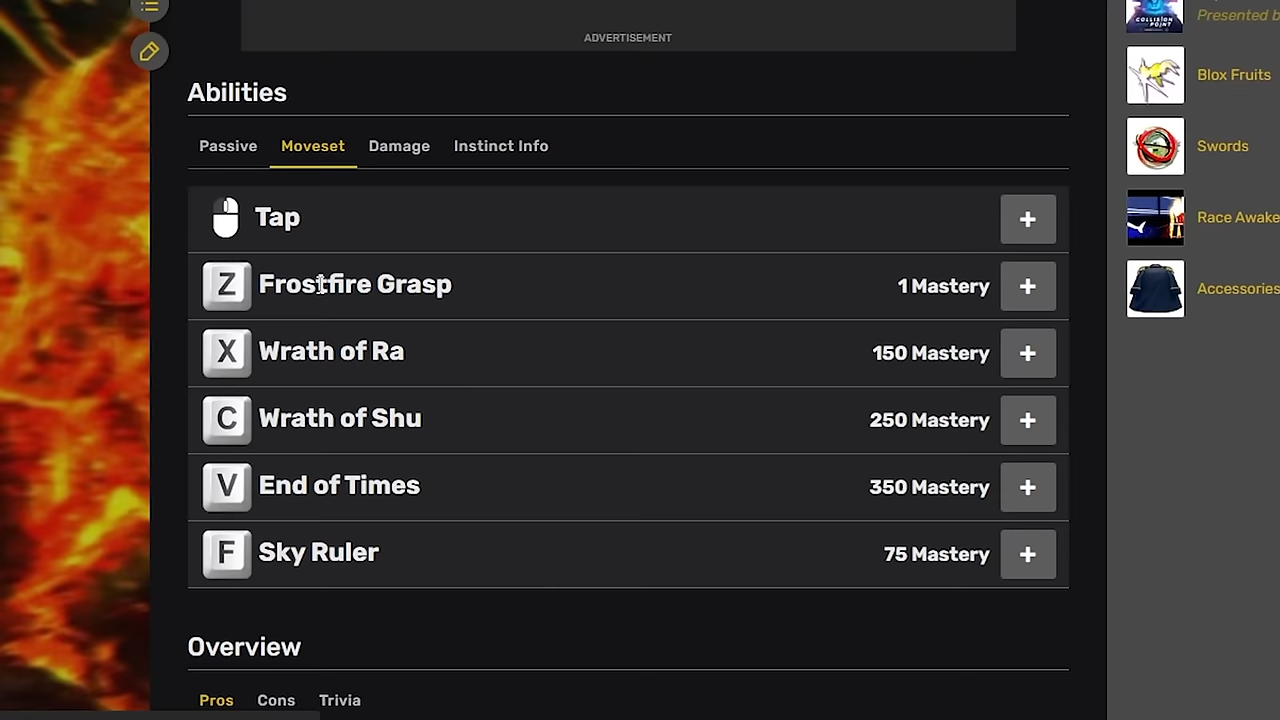 ADVERTISEMENT
Presented b
COLLISION
POINT
Blox Fruits
Abilities
Passive Moveset Damage Instinct Info
Swords
Tap +
Race Awake
Z Frostfire Grasp 1 Mastery +
Accessories
X Wrath of Ra 150 Mastery +
C Wrath of Shu 250 Mastery +
V End of Times 350 Mastery +
F Sky Ruler 75 Mastery +
Overview
Pros Cons Trivia